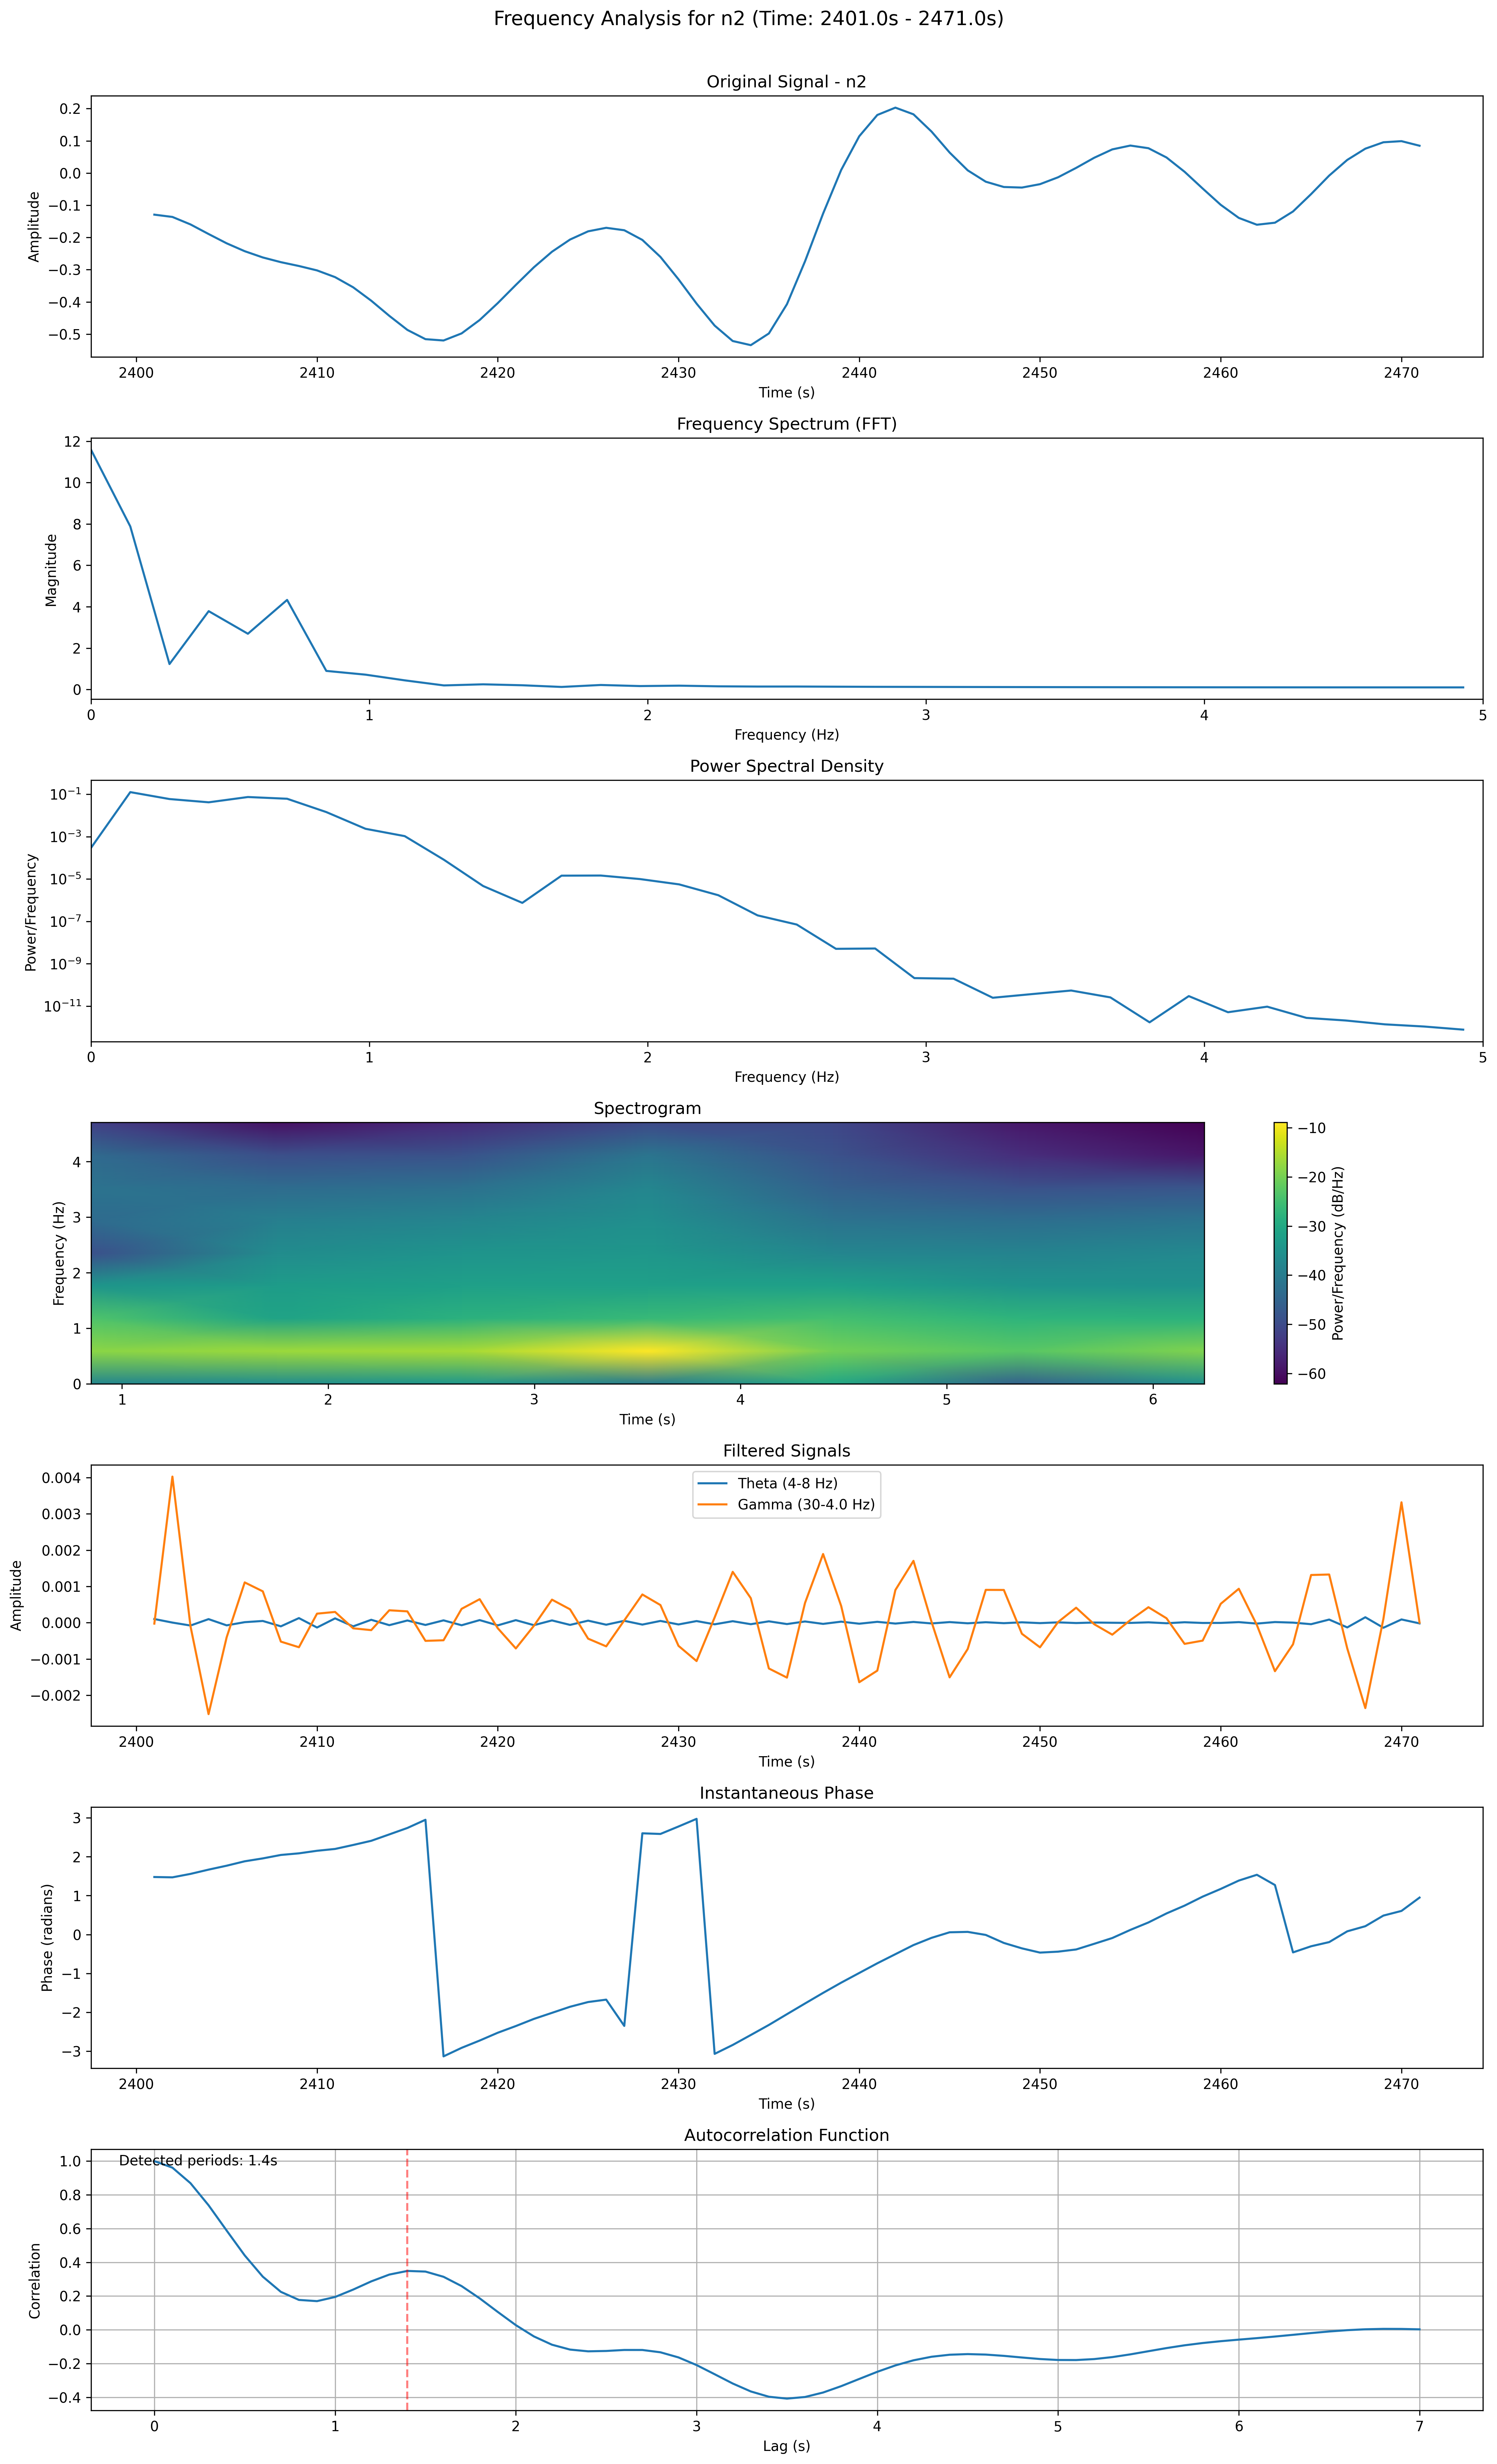 Frequency Analysis for n2 (Time: 2401.0s - 2471.0s)
Original Signal - n2
0.2
0.1
0.0
−0.1
−0.2
−0.3
−0.4
−0.5
Amplitude
2400 2410 2420 2430 2440 2450 2460 2470
Time (s)
Frequency Spectrum (FFT)
12
10
8
6
4
2
0
Magnitude
0 1 2 3 4 5
Frequency (Hz)
Power Spectral Density
10⁻¹
10⁻³
10⁻⁵
10⁻⁷
10⁻⁹
10⁻¹¹
Power/Frequency
0 1 2 3 4 5
Frequency (Hz)
Spectrogram
4
3
2
1
0
Frequency (Hz)
1 2 3 4 5 6
Time (s)
−10
−20
−30
−40
−50
−60
Power/Frequency (dB/Hz)
Filtered Signals
Theta (4-8 Hz)
Gamma (30-4.0 Hz)
0.004
0.003
0.002
0.001
0.000
−0.001
−0.002
Amplitude
2400 2410 2420 2430 2440 2450 2460 2470
Time (s)
Instantaneous Phase
3
2
1
0
−1
−2
−3
Phase (radians)
2400 2410 2420 2430 2440 2450 2460 2470
Time (s)
Autocorrelation Function
Detected periods: 1.4s
1.0
0.8
0.6
0.4
0.2
0.0
−0.2
−0.4
Correlation
0 1 2 3 4 5 6 7
Lag (s)